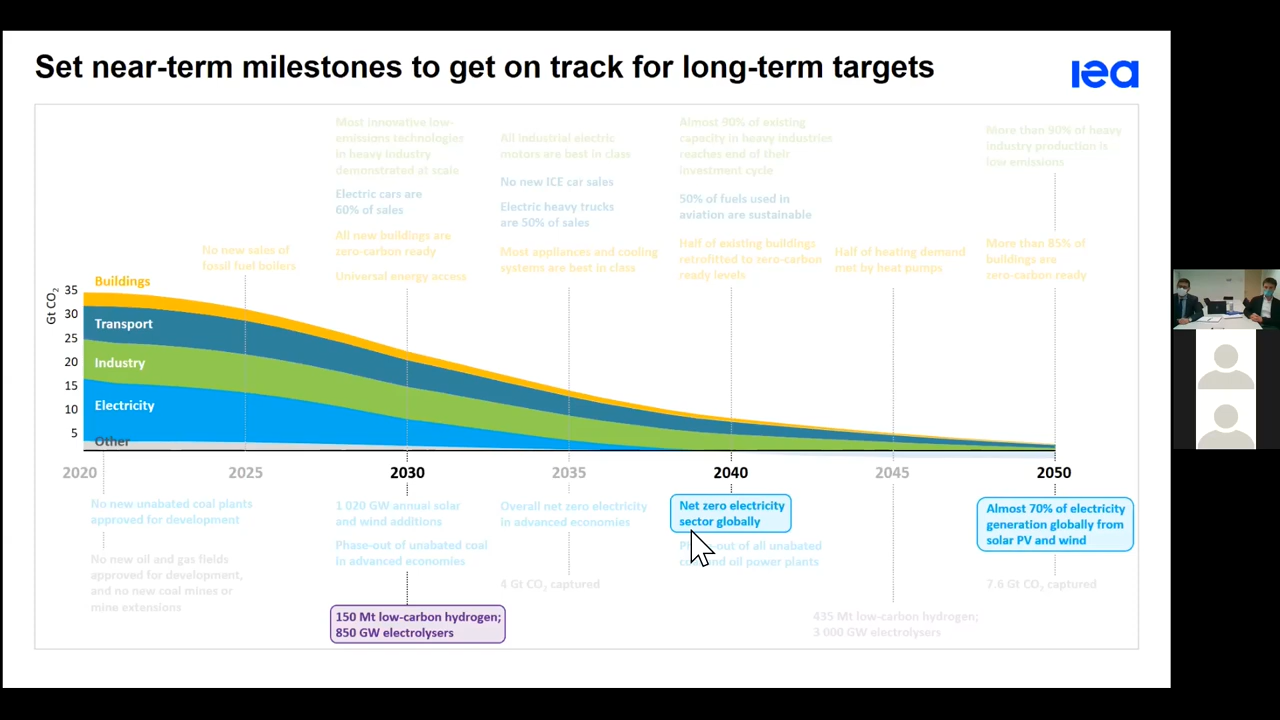 Set near-term milestones to get on track for long-term targets
iea
Most innovative low-
emissions technologies
in heavy industry
demonstrated at scale
Electric cars are
60% of sales
All new buildings are
zero-carbon ready
Universal energy access
No new sales of
fossil fuel boilers
All industrial electric
motors are best in class
No new ICE car sales
Electric heavy trucks
are 50% of sales
Most appliances and cooling
systems are best in class
Almost 90% of existing
capacity in heavy industries
reaches end of their
investment cycle
50% of fuels used in
aviation are sustainable
Half of existing buildings
retrofitted to zero-carbon
ready levels
Half of heating demand
met by heat pumps
More than 90% of heavy
industry production is
low emissions
More than 85% of
buildings are
zero-carbon ready
Gt CO₂
35
30
25
20
15
10
5
Buildings
Transport
Industry
Electricity
Other
2020
2025
2030
2035
2040
2045
2050
No new unabated coal plants
approved for development
No new oil and gas fields
approved for development,
and no new coal mines or
mine extensions
1 020 GW annual solar
and wind additions
Phase-out of unabated coal
in advanced economies
150 Mt low-carbon hydrogen;
850 GW electrolysers
Overall net zero electricity
in advanced economies
4 Gt CO₂ captured
Net zero electricity
sector globally
of all unabated
and oil power plants
435 Mt low-carbon hydrogen;
3 000 GW electrolysers
Almost 70% of electricity
generation globally from
solar PV and wind
7.6 Gt CO₂ captured